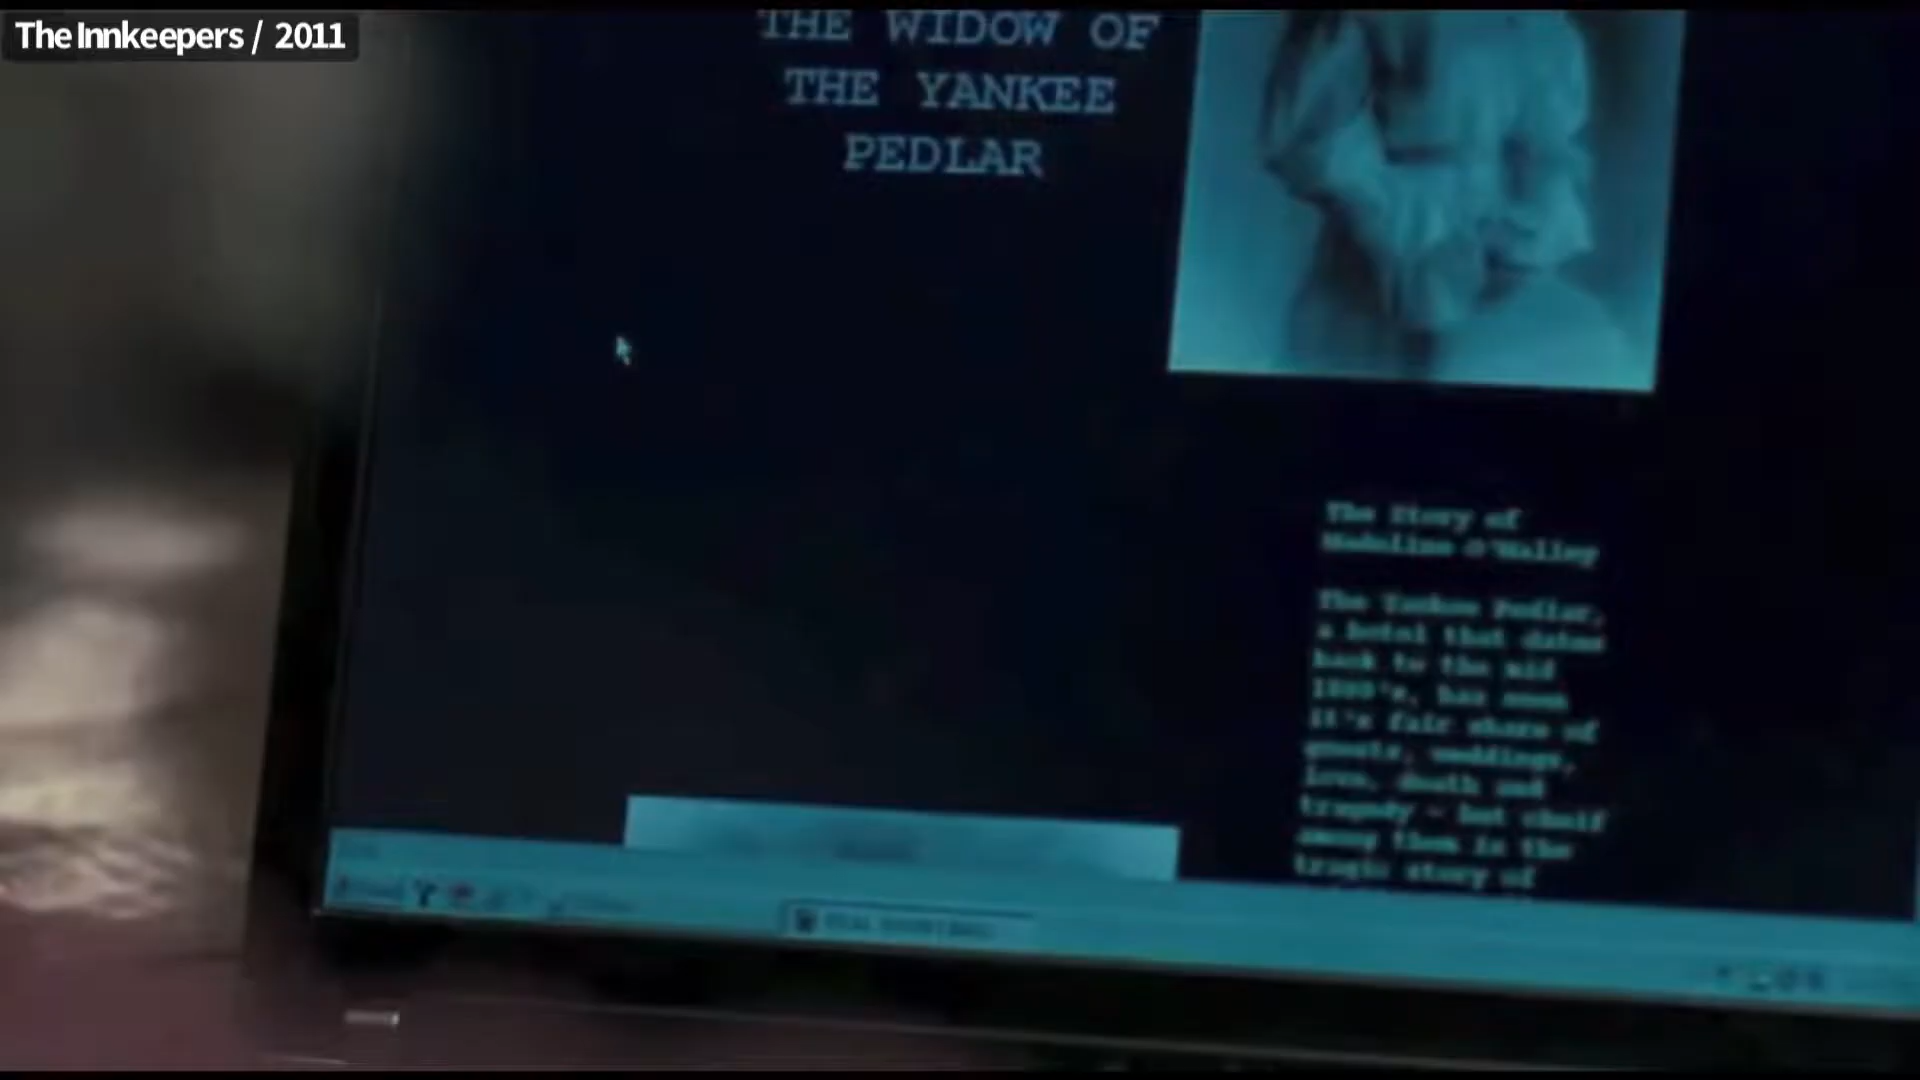 The Innkeepers / 2011
THE WIDOW OF
THE YANKEE
PEDLAR
The Story of
Madeline O'Malley
The Yankee Pedlar,
a hotel that dates
back to the mid
1800's, has seen
it's fair share of
guests, weddings,
love, death and
tragedy - but cheif
among them is the
tragic story of